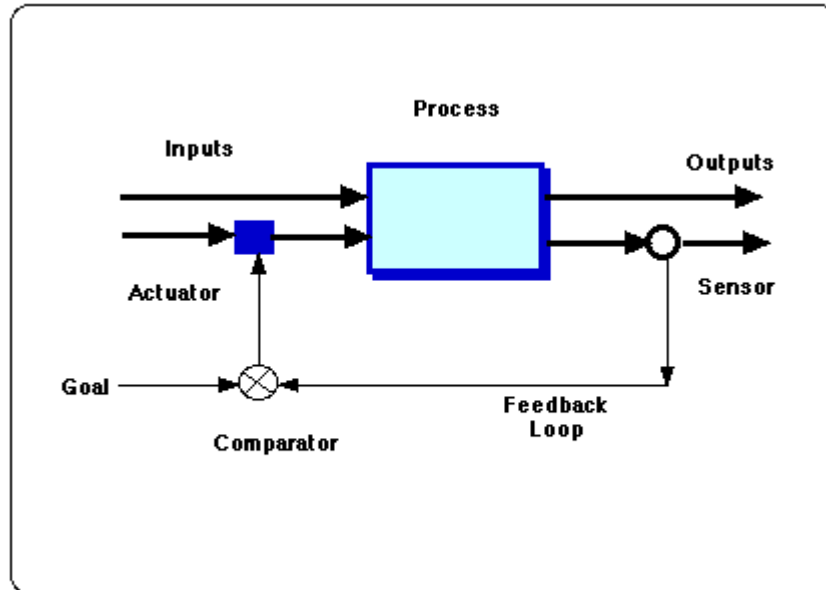 Process
Inputs
Outputs
Actuator
Sensor
Goal
Feedback
Loop
Comparator